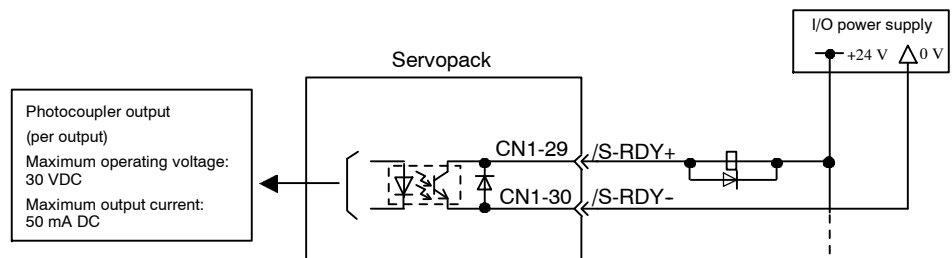 I/O power supply
+24 V
0 V
Servopack
Photocoupler output
(per output)
Maximum operating voltage:
30 VDC
Maximum output current:
50 mA DC
CN1-29
/S-RDY+
CN1-30
/S-RDY-